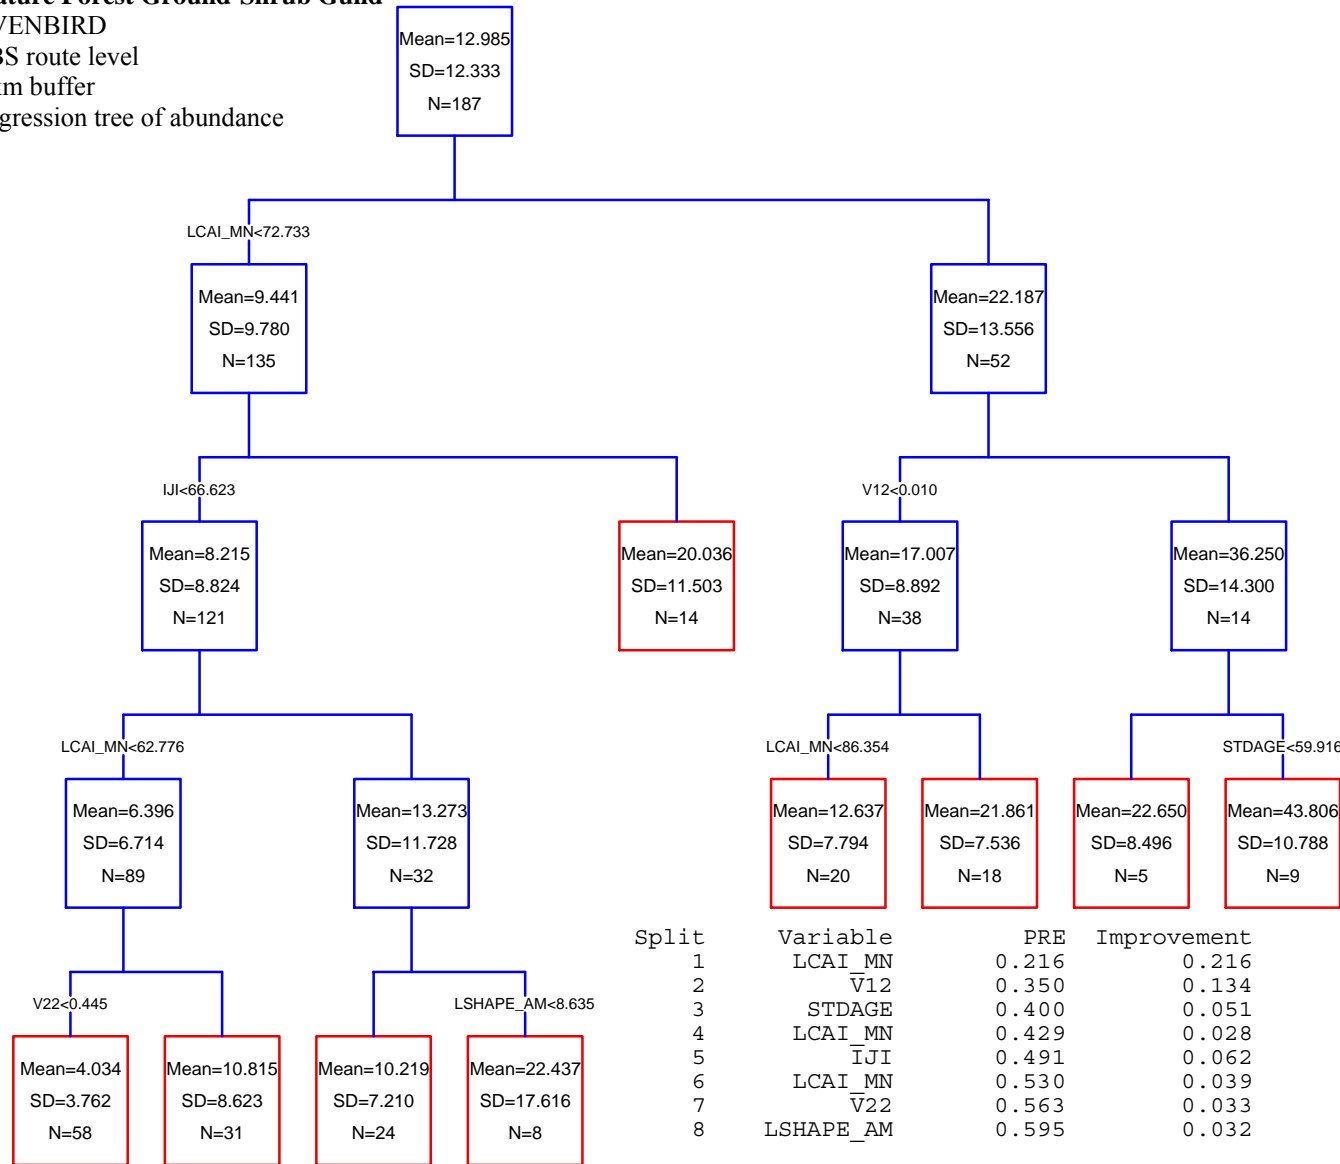 ature Forest Ground-Shrub Guild
VENBIRD
BS route level
km buffer
gression tree of abundance
Mean=12.985
SD=12.333
N=187
LCAI_MN<72.733
Mean=9.441
SD=9.780
N=135
Mean=22.187
SD=13.556
N=52
IJI<66.623
V12<0.010
Mean=8.215
SD=8.824
N=121
Mean=20.036
SD=11.503
N=14
Mean=17.007
SD=8.892
N=38
Mean=36.250
SD=14.300
N=14
LCAI_MN<62.776
LCAI_MN<86.354
STDAGE<59.916
Mean=6.396
SD=6.714
N=89
Mean=13.273
SD=11.728
N=32
Mean=12.637
SD=7.794
N=20
Mean=21.861
SD=7.536
N=18
Mean=22.650
SD=8.496
N=5
Mean=43.806
SD=10.788
N=9
V22<0.445
LSHAPE_AM<8.635
Mean=4.034
SD=3.762
N=58
Mean=10.815
SD=8.623
N=31
Mean=10.219
SD=7.210
N=24
Mean=22.437
SD=17.616
N=8
Split Variable PRE Improvement
1 LCAI_MN 0.216 0.216
2 V12 0.350 0.134
3 STDAGE 0.400 0.051
4 LCAI_MN 0.429 0.028
5 IJI 0.491 0.062
6 LCAI_MN 0.530 0.039
7 V22 0.563 0.033
8 LSHAPE_AM 0.595 0.032